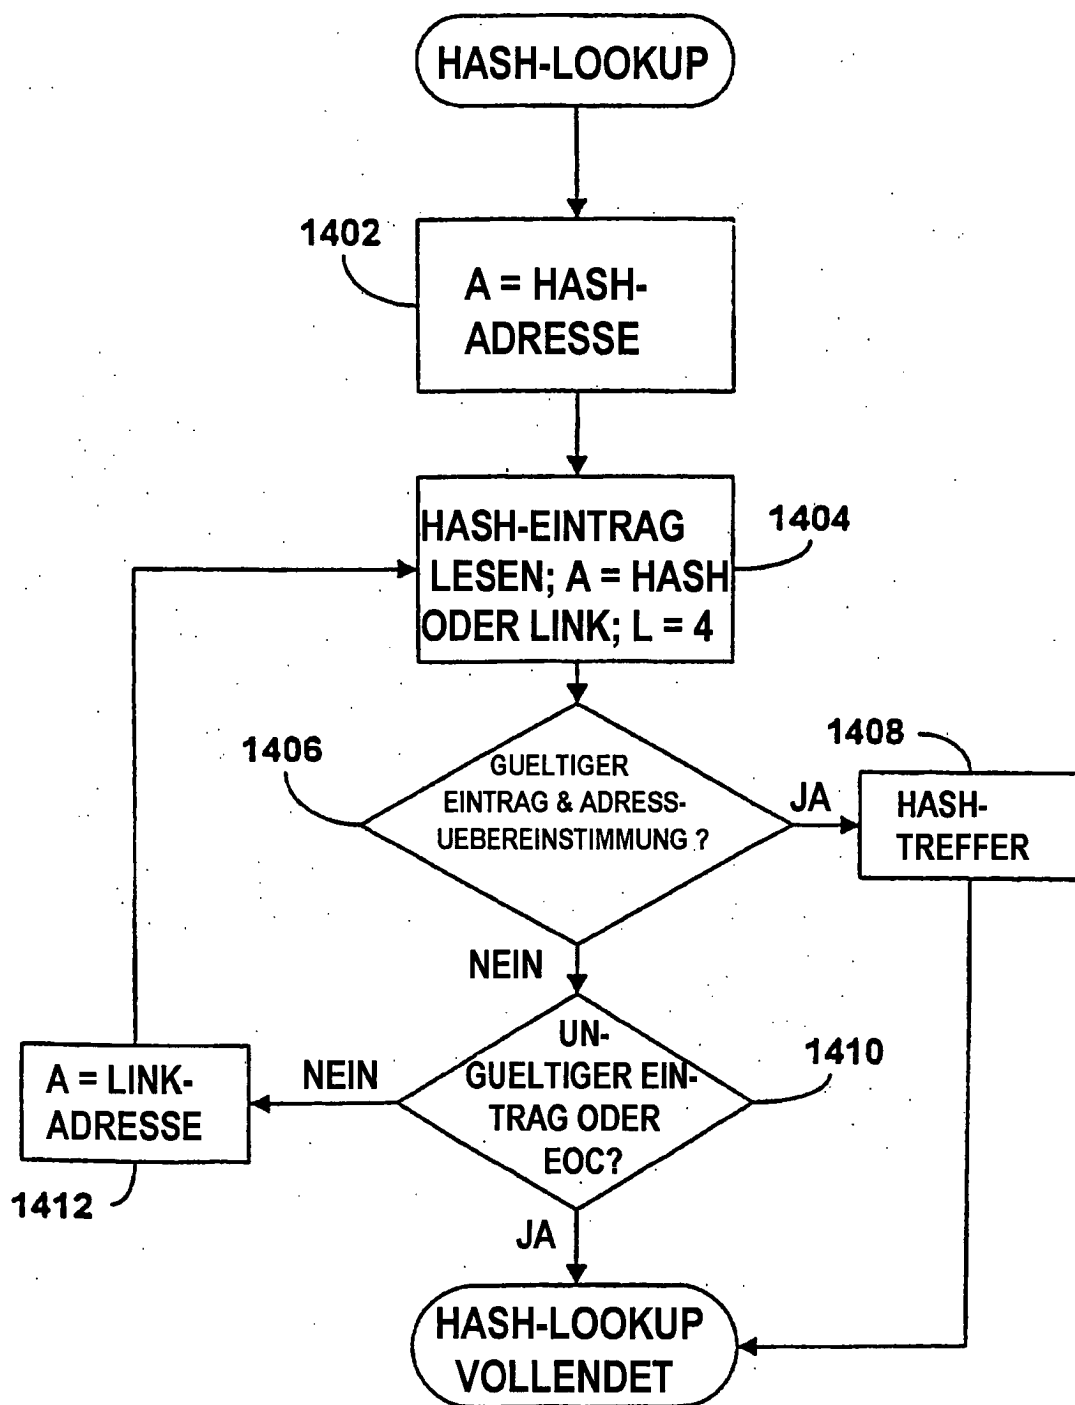 HASH-LOOKUP
1402
A = HASH-
ADRESSE
HASH-EINTRAG
LESEN; A = HASH
ODER LINK; L = 4
1404
1406
GUELTIGER
EINTRAG & ADRESS-
UEBEREINSTIMMUNG ?
JA
1408
HASH-
TREFFER
NEIN
UN-
GUELTIGER EIN-
TRAG ODER
EOC?
1410
NEIN
A = LINK-
ADRESSE
1412
JA
HASH-LOOKUP
VOLLENDET